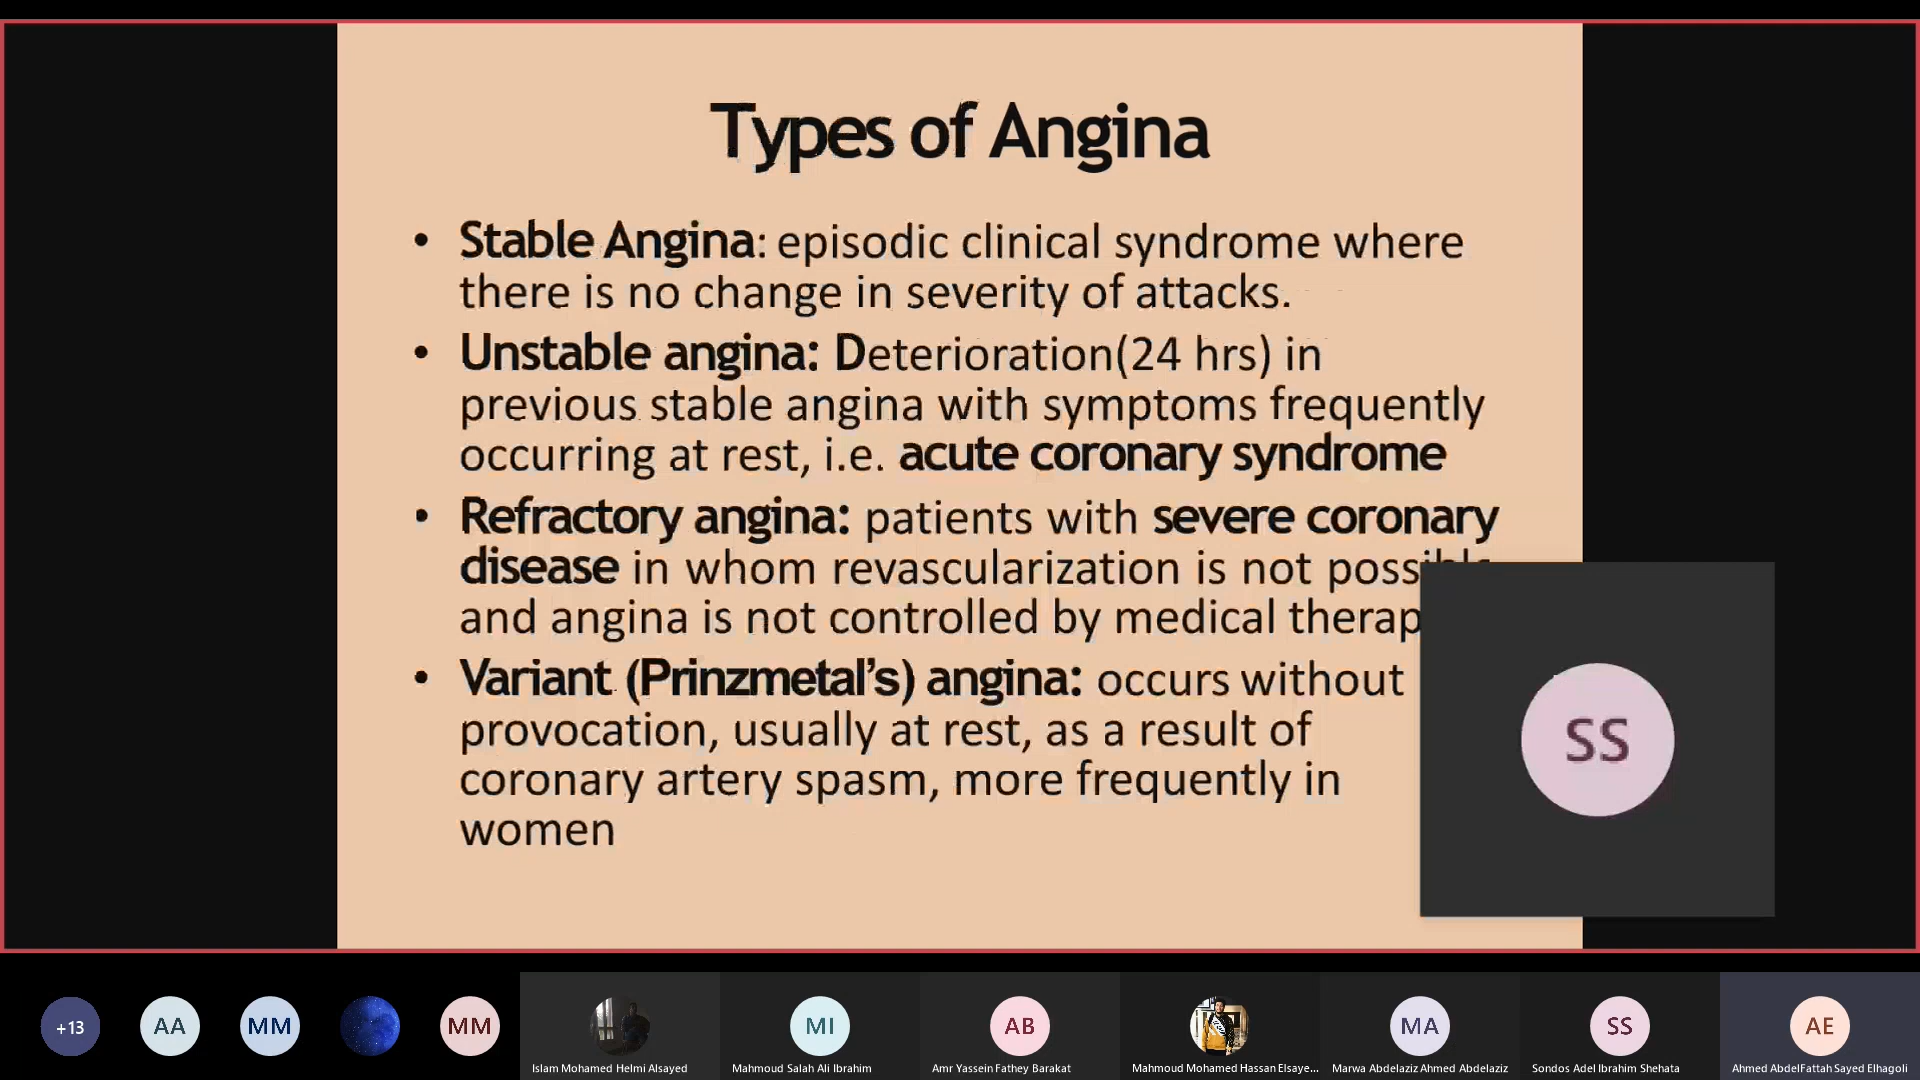 Types of Angina
• Stable Angina: episodic clinical syndrome where
there is no change in severity of attacks.
• Unstable angina: Deterioration(24 hrs) in
previous stable angina with symptoms frequently
occurring at rest, i.e. acute coronary syndrome
• Refractory angina: patients with severe coronary
disease in whom revascularization is not possible
and angina is not controlled by medical therap
• Variant (Prinzmetal’s) angina: occurs without
provocation, usually at rest, as a result of
coronary artery spasm, more frequently in
women
SS
+13
AA
MM
MM
MI
AB
MA
SS
AE
Islam Mohamed Helmi Alsayed
Mahmoud Salah Ali Ibrahim
Amr Yassein Fathey Barakat
Mahmoud Mohamed Hassan Elsaye...
Marwa Abdelaziz Ahmed Abdelaziz
Sondos Adel Ibrahim Shehata
Ahmed AbdelFattah Sayed Elhagoli